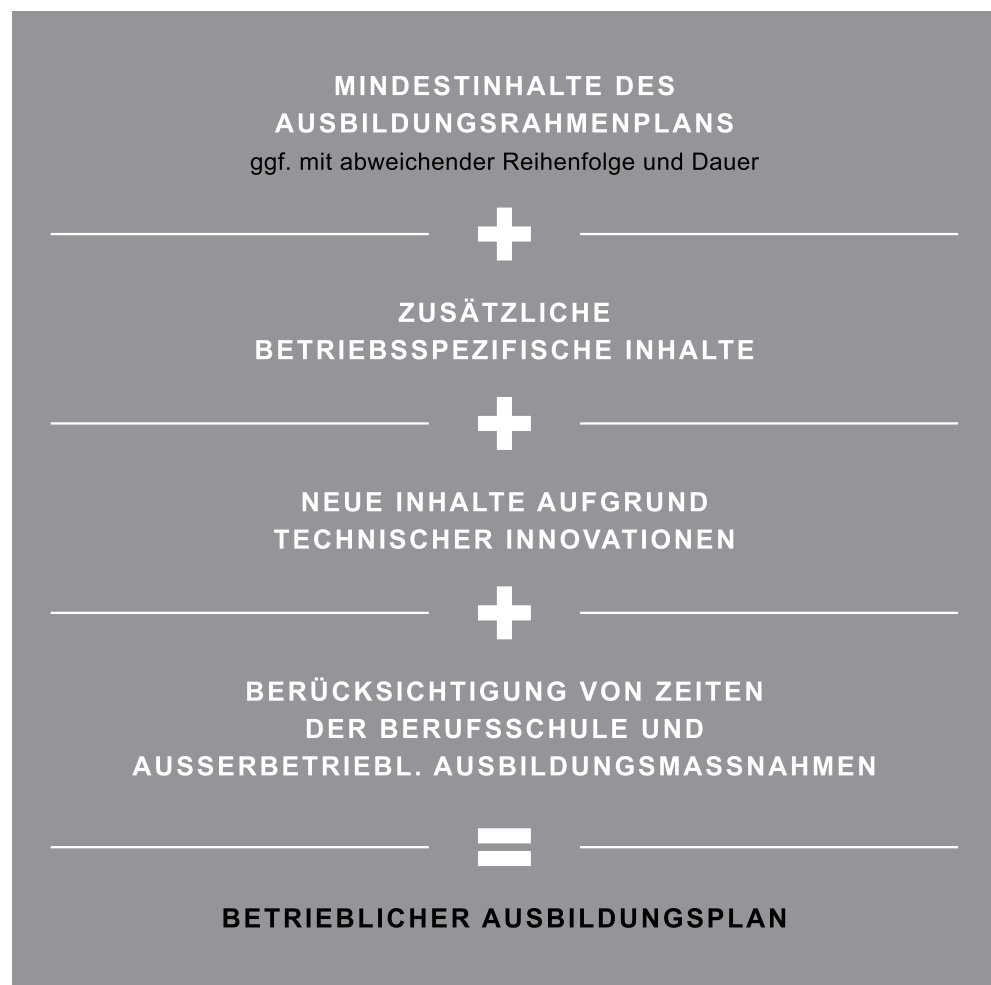 MINDESTINHALTE DES
AUSBILDUNGSRAHMENPLANS
ggf. mit abweichender Reihenfolge und Dauer
+
ZUSÄTZLICHE
BETRIEBSSPEZIFISCHE INHALTE
+
NEUE INHALTE AUFGRUND
TECHNISCHER INNOVATIONEN
+
BERÜCKSICHTIGUNG VON ZEITEN
DER BERUFSSCHULE UND
AUSSERBETRIEBL. AUSBILDUNGSMASSNAHMEN
=
BETRIEBLICHER AUSBILDUNGSPLAN